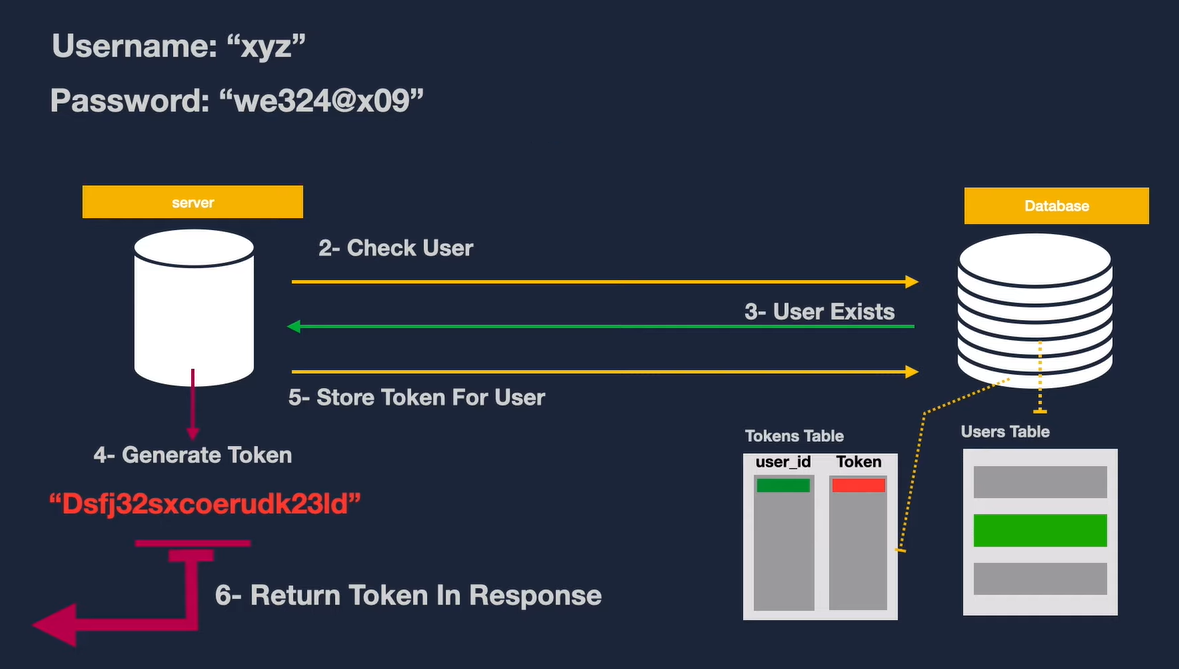 Username: “xyz”
Password: “we324@x09”
server
Database
2- Check User
3- User Exists
5- Store Token For User
4- Generate Token
“Dsfj32sxcoerudk23ld”
6- Return Token In Response
Tokens Table
user_id Token
Users Table